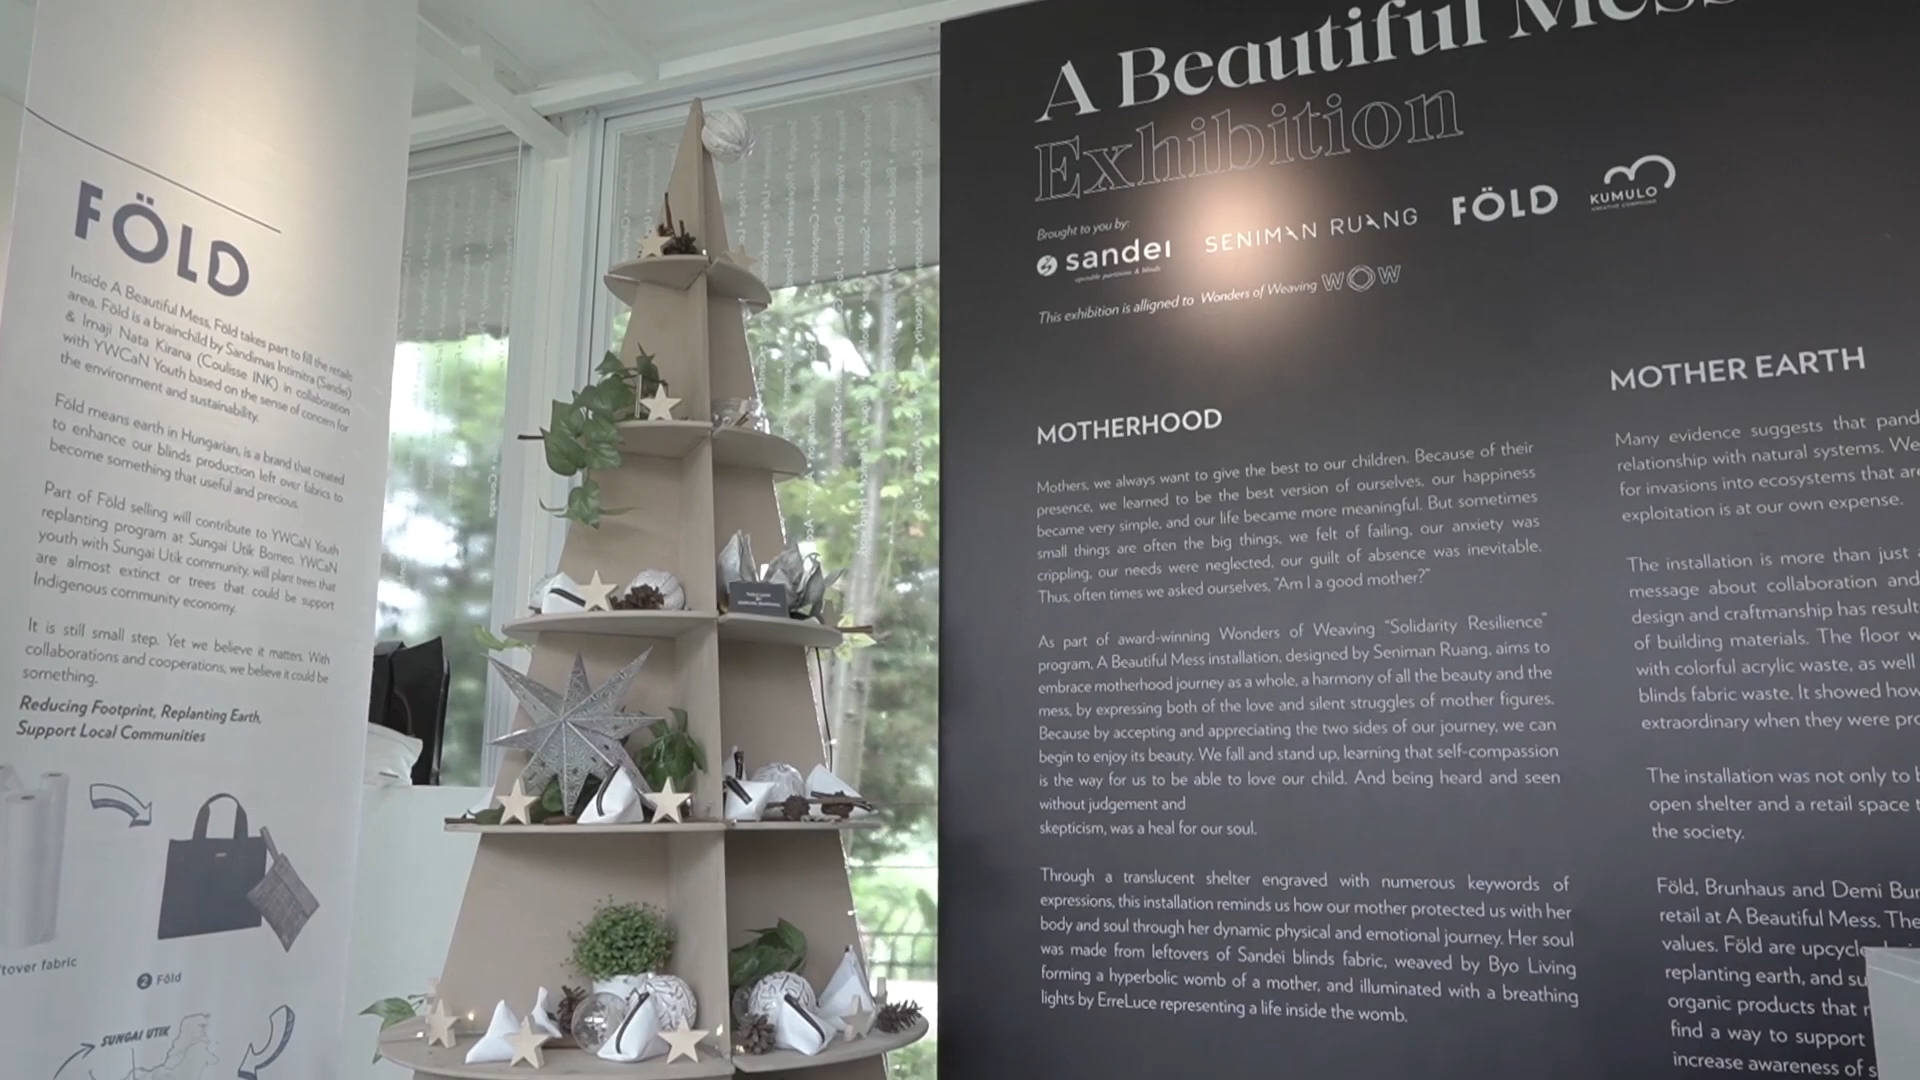 FÖLD
Inside A Beautiful Mess, Föld takes part to fill the retails
area. Föld is a brainchild by Sandimas Intimitra (Sandei)
& Imaji Nata Kirana (Coulisse INK) in collaboration
with YWCaN Youth based on the sense of concern for
the environment and sustainability.
Föld means earth in Hungarian, is a brand that created
to enhance our blinds production left over fabrics to
become something that useful and precious.
Part of Föld selling will contribute to YWCaN Youth
replanting program at Sungai Utik Borneo. YWCaN
youth with Sungai Utik community, will plant trees that
are almost extinct or trees that could be support
Indigenous community economy.
It is still small step. Yet we believe it matters. With
collaborations and cooperations, we believe it could be
something.
Reducing Footprint, Replanting Earth,
Support Local Communities
tover fabric
2 Föld
SUNGAI UTIK
A Beautiful Mess
Exhibition
Brought to you by:
sandei
SENIMAN RUANG
FÖLD
KUMULO
This exhibition is alligned to Wonders of Weaving WOW
MOTHERHOOD
Mothers, we always want to give the best to our children. Because of their
presence, we learned to be the best version of ourselves, our happiness
became very simple, and our life became more meaningful. But sometimes
small things are often the big things, we felt of failing, our anxiety was
crippling, our needs were neglected, our guilt of absence was inevitable.
Thus, often times we asked ourselves, "Am I a good mother?"
As part of award-winning Wonders of Weaving "Solidarity Resilience"
program, A Beautiful Mess installation, designed by Seniman Ruang, aims to
embrace motherhood journey as a whole, a harmony of all the beauty and the
mess, by expressing both of the love and silent struggles of mother figures.
Because by accepting and appreciating the two sides of our journey, we can
begin to enjoy its beauty. We fall and stand up, learning that self-compassion
is the way for us to be able to love our child. And being heard and seen
without judgement and
skepticism, was a heal for our soul.
Through a translucent shelter engraved with numerous keywords of
expressions, this installation reminds us how our mother protected us with her
body and soul through her dynamic physical and emotional journey. Her soul
was made from leftovers of Sandei blinds fabric, weaved by Byo Living
forming a hyperbolic womb of a mother, and illuminated with a breathing
lights by ErreLuce representing a life inside the womb.
MOTHER EARTH
Many evidence suggests that pand
relationship with natural systems. We
for invasions into ecosystems that are
exploitation is at our own expense.
The installation is more than just
message about collaboration and
design and craftmanship has result
of building materials. The floor w
with colorful acrylic waste, as well
blinds fabric waste. It showed how
extraordinary when they were pro
The installation was not only to b
open shelter and a retail space t
the society.
Föld, Brunhaus and Demi Bur
retail at A Beautiful Mess. The
values. Föld are upcycle
replanting earth, and su
organic products that r
find a way to support
increase awareness of s